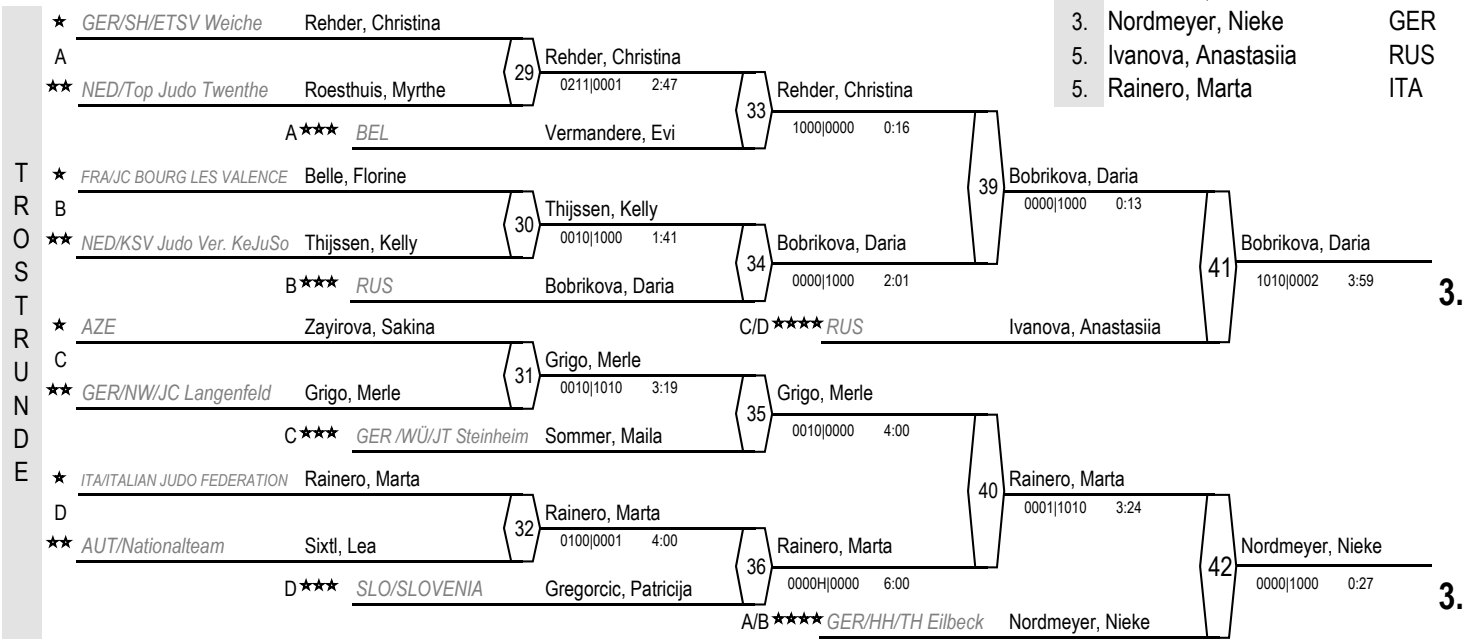 3. Nordmeyer, Nieke GER
5. Ivanova, Anastasiia RUS
5. Rainero, Marta ITA
TROSTRUNDE
GER/SH/ETSV Weiche Rehder, Christina
A
NED/Top Judo Twenthe Roesthuis, Myrthe
29
Rehder, Christina
0211|0001 2:47
A BEL Vermandere, Evi
33
Rehder, Christina
1000|0000 0:16
FRA/JC BOURG LES VALENCE Belle, Florine
B
NED/KSV Judo Ver. KeJuSo Thijssen, Kelly
30
Thijssen, Kelly
0010|1000 1:41
B RUS Bobrikova, Daria
34
Bobrikova, Daria
0000|1000 2:01
39
Bobrikova, Daria
0000|1000 0:13
C/D RUS Ivanova, Anastasiia
41
Bobrikova, Daria
1010|0002 3:59
3.
AZE Zayirova, Sakina
C
GER/NW/JC Langenfeld Grigo, Merle
31
Grigo, Merle
0010|1010 3:19
C GER /WÜ/JT Steinheim Sommer, Maila
35
Grigo, Merle
0010|0000 4:00
ITA/ITALIAN JUDO FEDERATION Rainero, Marta
D
AUT/Nationalteam Sixtl, Lea
32
Rainero, Marta
0100|0001 4:00
D SLO/SLOVENIA Gregorcic, Patricija
36
Rainero, Marta
0000H|0000 6:00
40
Rainero, Marta
0001|1010 3:24
A/B GER/HH/TH Eilbeck Nordmeyer, Nieke
42
Nordmeyer, Nieke
0000|1000 0:27
3.